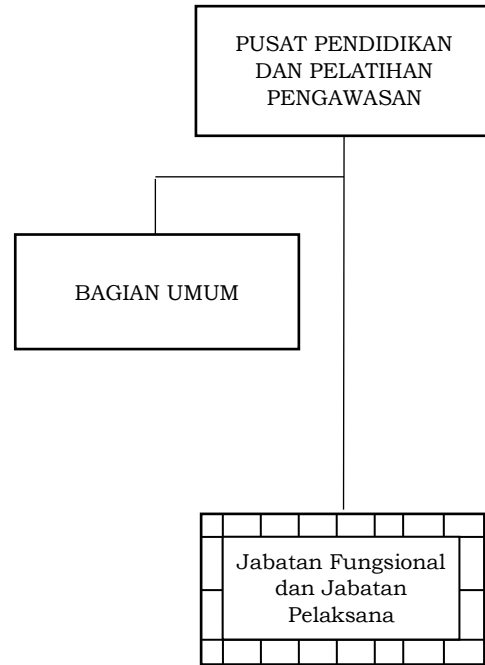 PUSAT PENDIDIKAN
DAN PELATIHAN
PENGAWASAN
BAGIAN UMUM
Jabatan Fungsional
dan Jabatan
Pelaksana